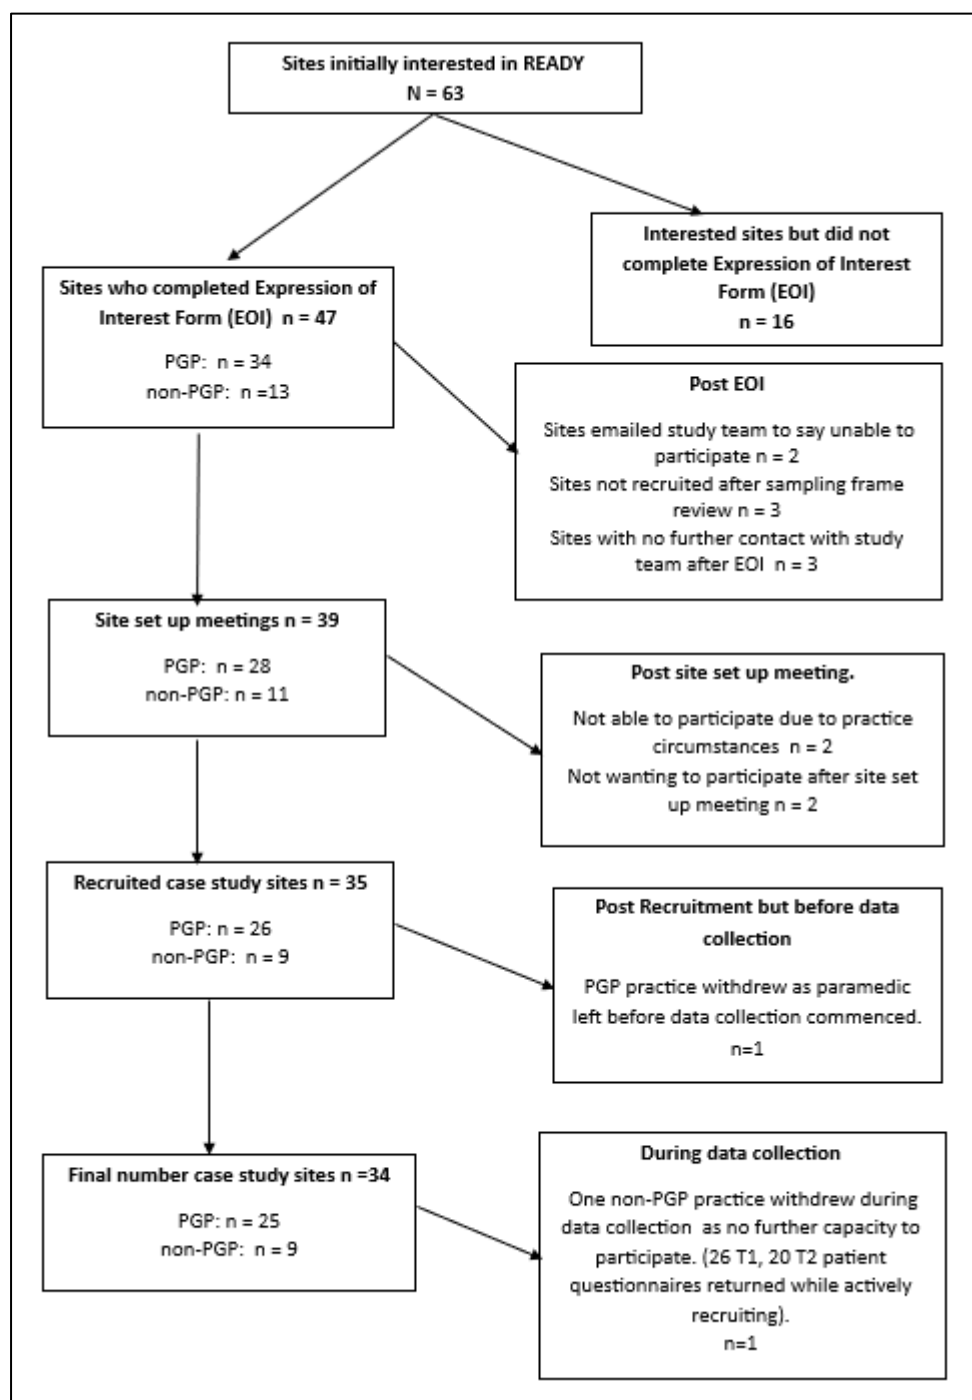 Sites initially interested in READY
N = 63
Interested sites but did not
complete Expression of Interest
Form (EOI)
n = 16
Sites who completed Expression of
Interest Form (EOI) n = 47
PGP: n = 34
non-PGP: n =13
Post EOI
Sites emailed study team to say unable to
participate n = 2
Sites not recruited after sampling frame
review n = 3
Sites with no further contact with study
team after EOI n = 3
Site set up meetings n = 39
PGP: n = 28
non-PGP: n = 11
Post site set up meeting.
Not able to participate due to practice
circumstances n = 2
Not wanting to participate after site set
up meeting n = 2
Recruited case study sites n = 35
PGP: n = 26
non-PGP: n = 9
Post Recruitment but before data
collection
PGP practice withdrew as paramedic
left before data collection commenced.
n=1
Final number case study sites n =34
PGP: n = 25
non-PGP: n = 9
During data collection
One non-PGP practice withdrew during
data collection as no further capacity to
participate. (26 T1, 20 T2 patient
questionnaires returned while actively
recruiting).
n=1